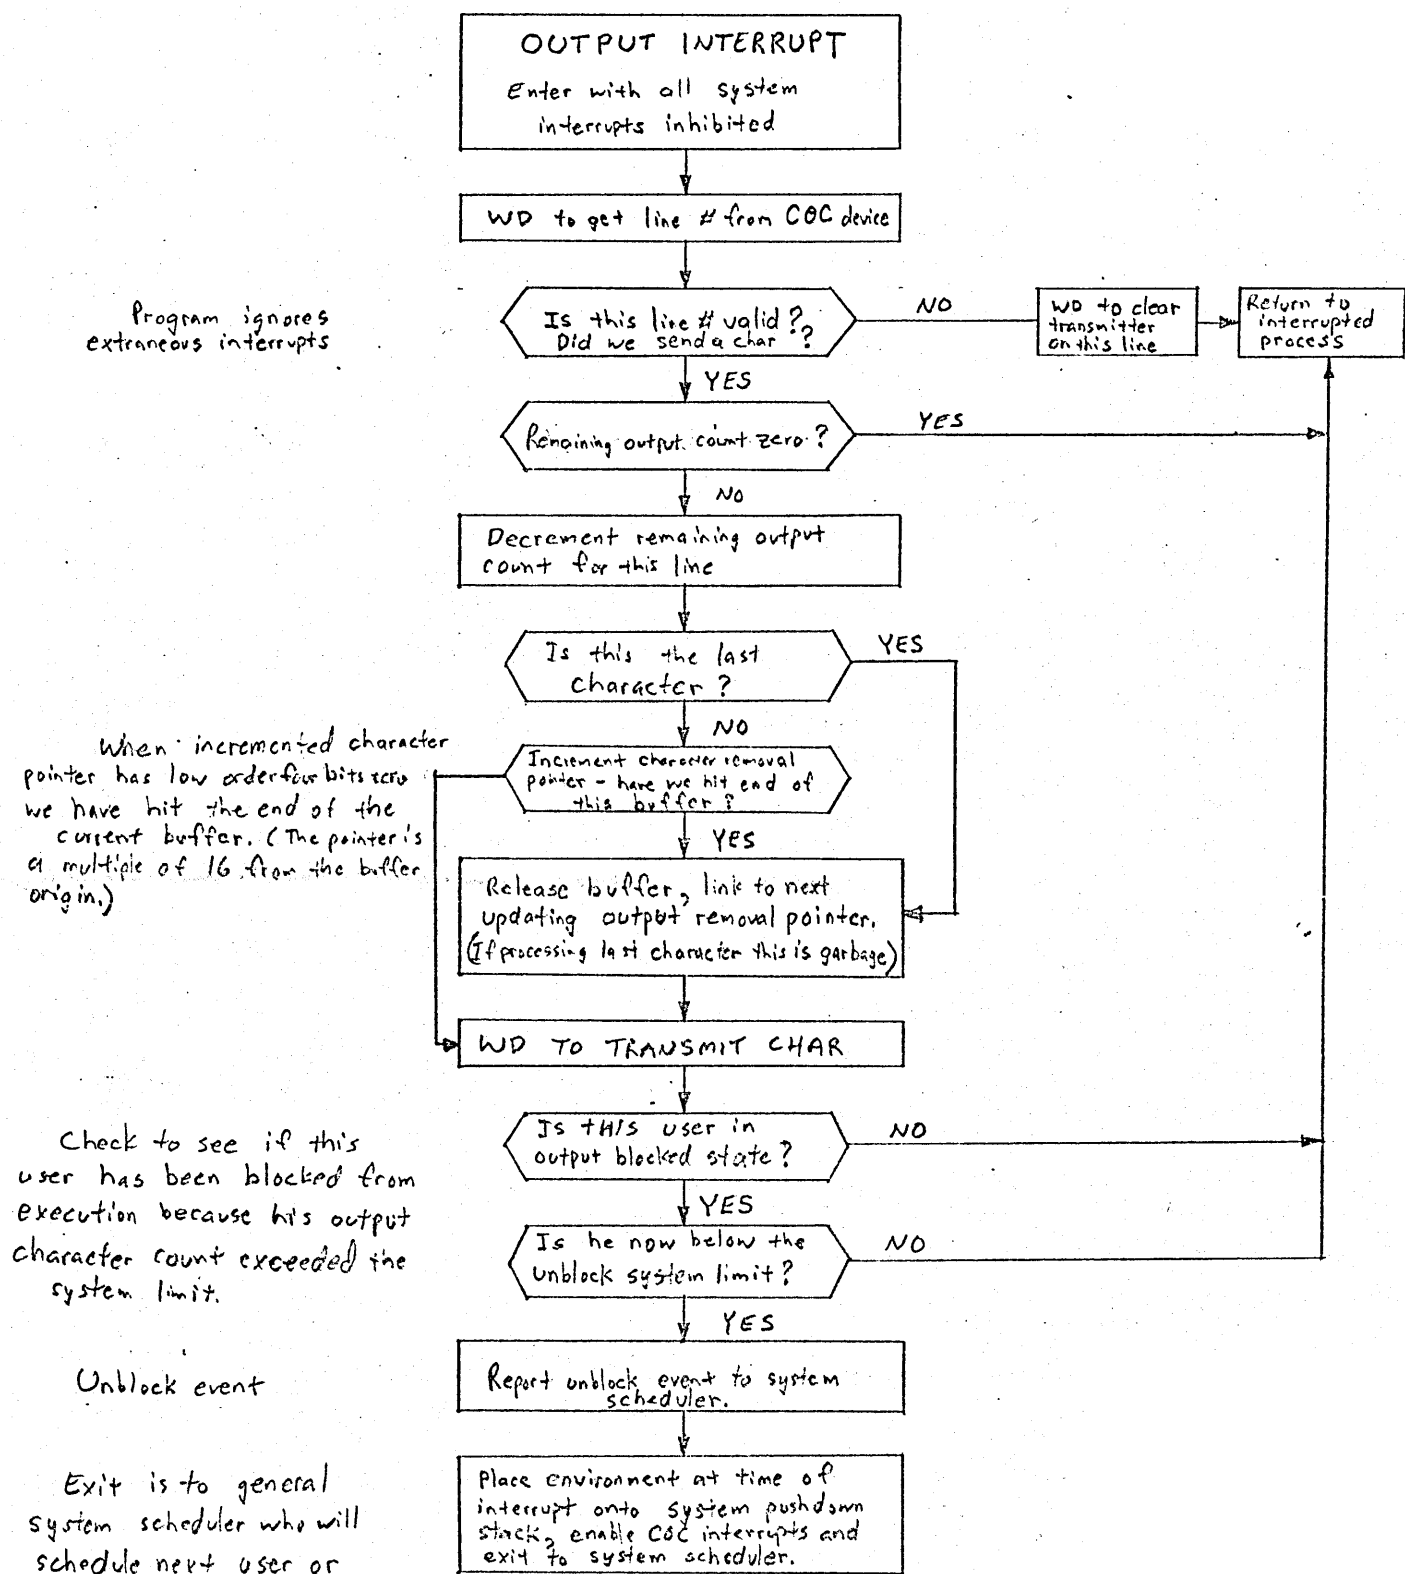 OUTPUT INTERRUPT
Enter with all system
interrupts inhibited
WD to get line # from COC device
Program ignores
extraneous interrupts
Is this line # valid?
Did we send a char ?
NO
WD to clear
transmitter
on this line
Return to
interrupted
process
YES
Remaining output count zero?
YES
NO
Decrement remaining output
count for this line
Is this the last
Character?
YES
NO
When incremented character
pointer has low order four bits zero
we have hit the end of the
current buffer. (The pointer is
a multiple of 16 from the buffer
origin.)
Increment character removal
pointer - have we hit end of
this buffer?
YES
Release buffer, link to next
updating output removal pointer.
(If processing last character this is garbage)
WD TO TRANSMIT CHAR
Check to see if this
user has been blocked from
execution because his output
character count exceeded the
system limit.
Is THIS user in
output blocked state?
NO
YES
Is he now below the
unblock system limit?
NO
YES
Unblock event
Report unblock event to system
scheduler.
Exit is to general
system scheduler who will
schedule next user or
Place environment at time of
interrupt onto system pushdown
stack, enable COC interrupts and
exit to system scheduler.